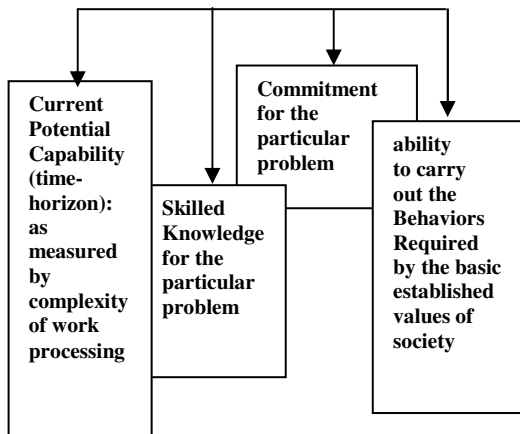 Current
Potential
Capability
(time-
horizon):
as
measured
by
complexity
of work
processing
Skilled
Knowledge
for the
particular
problem
Commitment
for the
particular
problem
ability
to carry
out the
Behaviors
Required
by the basic
established
values of
society